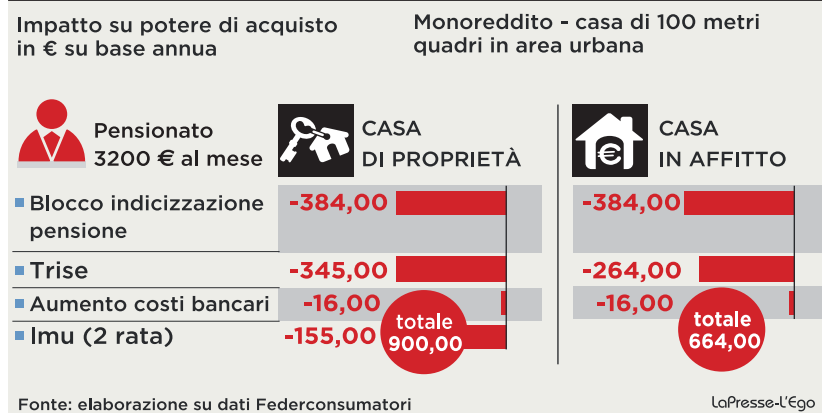 Impatto su potere di acquisto
in € su base annua
Monoreddito - casa di 100 metri
quadri in area urbana
Pensionato
3200 € al mese
CASA
DI PROPRIETÀ
€
CASA
IN AFFITTO
Blocco indicizzazione
pensione
-384,00
-384,00
Trise
-345,00
-264,00
Aumento costi bancari
-16,00
-16,00
Imu (2 rata)
-155,00
totale
900,00
totale
664,00
Fonte: elaborazione su dati Federconsumatori
LaPresse-L'Ego